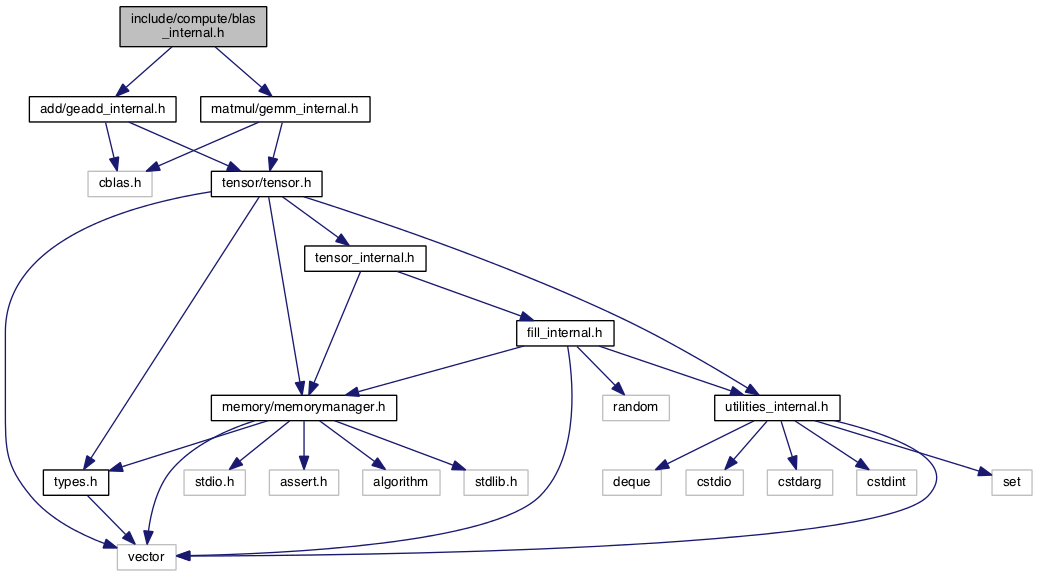 include/compute/blas
_internal.h
add/geadd_internal.h
matmul/gemm_internal.h
cblas.h
tensor/tensor.h
tensor_internal.h
fill_internal.h
memory/memorymanager.h
random
utilities_internal.h
types.h
stdio.h
assert.h
algorithm
stdlib.h
deque
cstdio
cstdarg
cstdint
set
vector